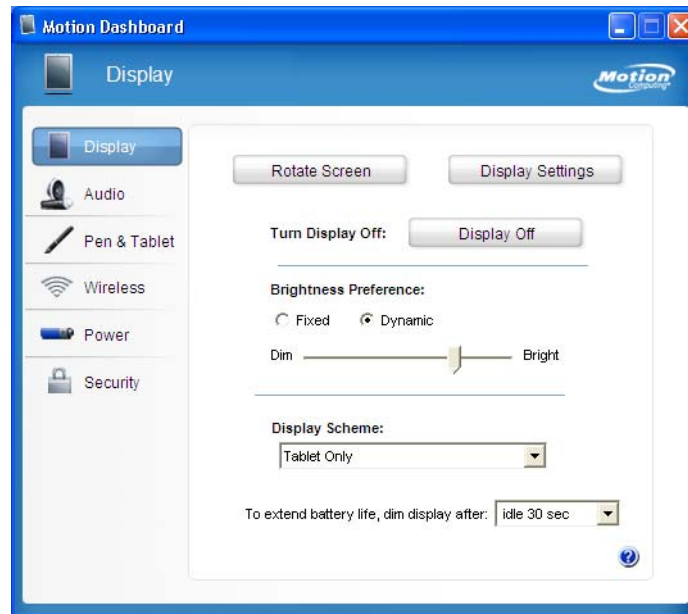 Motion Dashboard
Display
Motion
Computing
Display
Audio
Pen & Tablet
Wireless
Power
Security
Rotate Screen
Display Settings
Turn Display Off:
Display Off
Brightness Preference:
Fixed
Dynamic
Dim
Bright
Display Scheme:
Tablet Only
To extend battery life, dim display after:
idle 30 sec
?